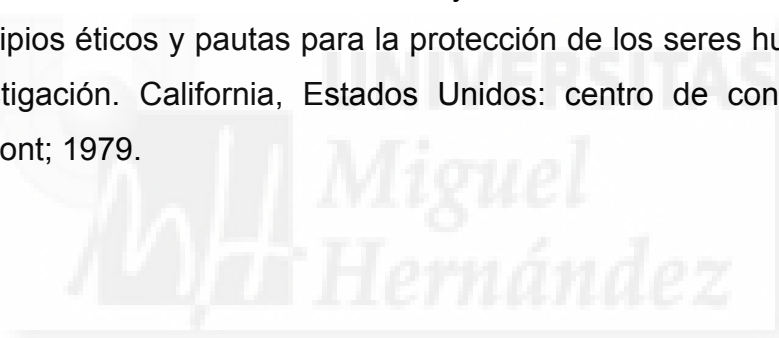 ipios éticos y pautas para la protección de los seres hu
tigación. California, Estados Unidos: centro de con
ont; 1979.
UNIVERSITAS
Miguel
Hernández